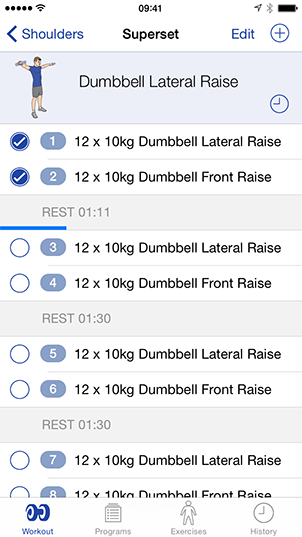 09:41
Shoulders
Superset
Edit
Dumbbell Lateral Raise
1 12 x 10kg Dumbbell Lateral Raise
2 12 x 10kg Dumbbell Front Raise
REST 01:11
3 12 x 10kg Dumbbell Lateral Raise
4 12 x 10kg Dumbbell Front Raise
REST 01:30
5 12 x 10kg Dumbbell Lateral Raise
6 12 x 10kg Dumbbell Front Raise
REST 01:30
7 12 x 10kg Dumbbell Lateral Raise
8 12 x 10kg Dumbbell Front Raise
Workout
Programs
Exercises
History